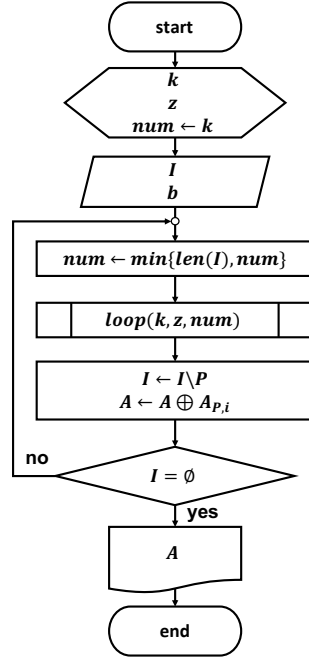 start
k
z
num ← k
I
b
num ← min{len(I), num}
loop(k, z, num)
I ← I\P
A ← A ⊕ A_{P,i}
no
I = ∅
yes
A
end